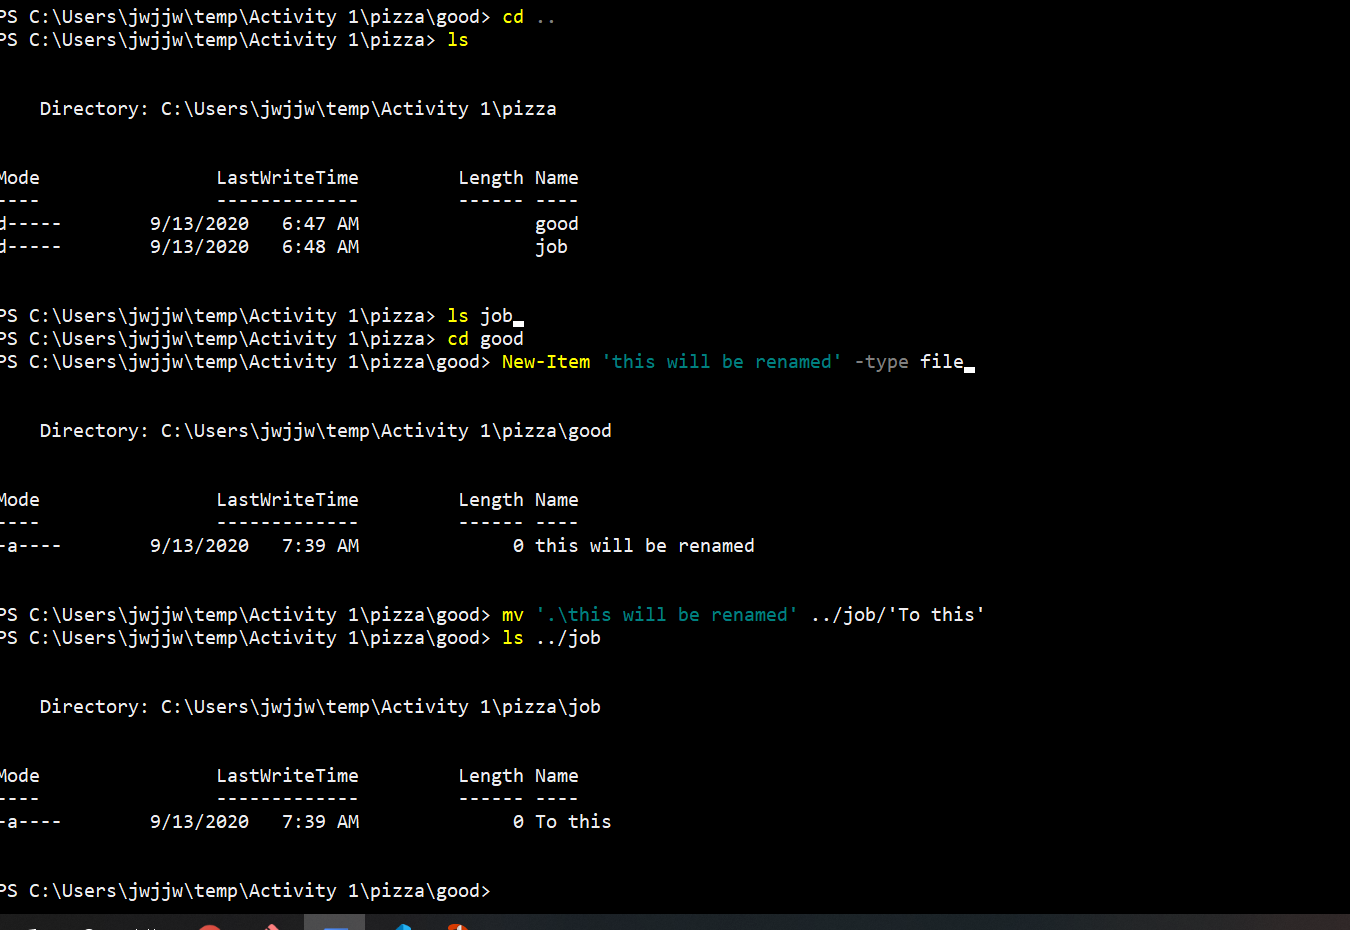 PS C:\Users\jwjjw\temp\Activity 1\pizza\good> cd ..
PS C:\Users\jwjjw\temp\Activity 1\pizza> ls
Directory: C:\Users\jwjjw\temp\Activity 1\pizza
Mode LastWriteTime Length Name
---- ------------- ------ ----
d----- 9/13/2020 6:47 AM good
d----- 9/13/2020 6:48 AM job
PS C:\Users\jwjjw\temp\Activity 1\pizza> ls job
PS C:\Users\jwjjw\temp\Activity 1\pizza> cd good
PS C:\Users\jwjjw\temp\Activity 1\pizza\good> New-Item 'this will be renamed' -type file
Directory: C:\Users\jwjjw\temp\Activity 1\pizza\good
Mode LastWriteTime Length Name
---- ------------- ------ ----
-a---- 9/13/2020 7:39 AM 0 this will be renamed
PS C:\Users\jwjjw\temp\Activity 1\pizza\good> mv '.\this will be renamed' ../job/'To this'
PS C:\Users\jwjjw\temp\Activity 1\pizza\good> ls ../job
Directory: C:\Users\jwjjw\temp\Activity 1\pizza\job
Mode LastWriteTime Length Name
---- ------------- ------ ----
-a---- 9/13/2020 7:39 AM 0 To this
PS C:\Users\jwjjw\temp\Activity 1\pizza\good>